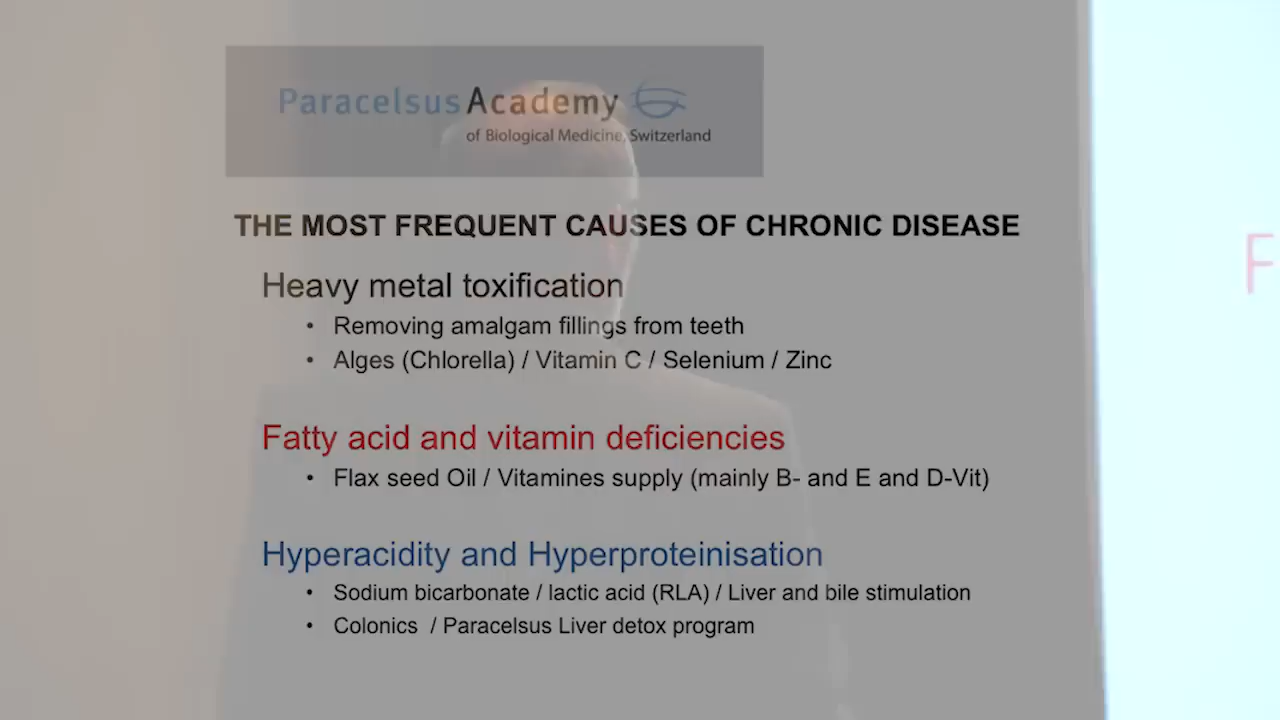 Paracelsus Academy
of Biological Medicine, Switzerland
THE MOST FREQUENT CAUSES OF CHRONIC DISEASE
Heavy metal toxification
• Removing amalgam fillings from teeth
• Alges (Chlorella) / Vitamin C / Selenium / Zinc
Fatty acid and vitamin deficiencies
• Flax seed Oil / Vitamines supply (mainly B- and E and D-Vit)
Hyperacidity and Hyperproteinisation
• Sodium bicarbonate / lactic acid (RLA) / Liver and bile stimulation
• Colonics / Paracelsus Liver detox program